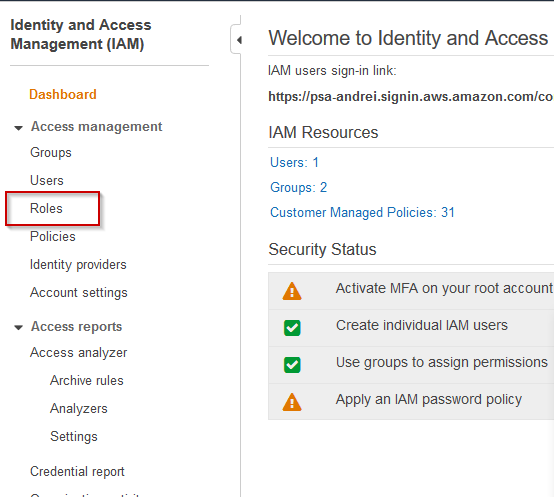 Identity and Access
Management (IAM)
Dashboard
Access management
Groups
Users
Roles
Policies
Identity providers
Account settings
Access reports
Access analyzer
Archive rules
Analyzers
Settings
Credential report
Welcome to Identity and Access
IAM users sign-in link:
https://psa-andrei.signin.aws.amazon.com/co
IAM Resources
Users: 1
Groups: 2
Customer Managed Policies: 31
Security Status
Activate MFA on your root account
Create individual IAM users
Use groups to assign permissions
Apply an IAM password policy